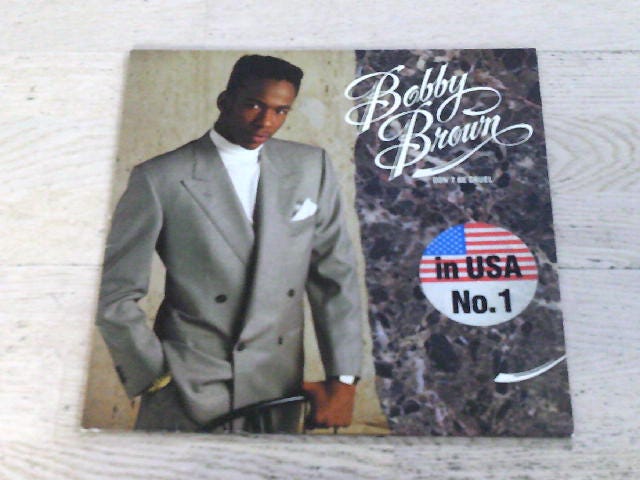 Bobby
Brown
DON'T BE CRUEL
in USA
No.1